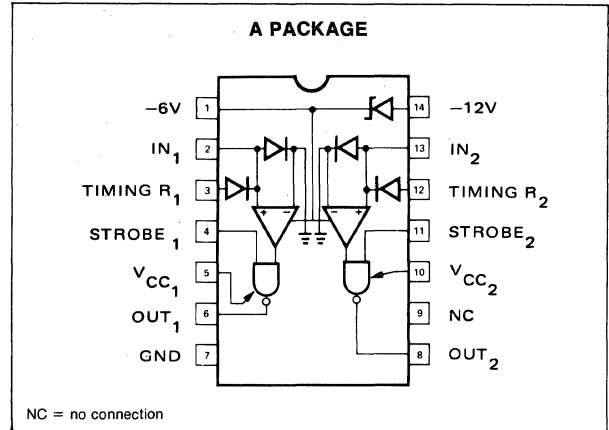 A PACKAGE
−6V 1 14 −12V
IN1 2 13 IN2
TIMING R1 3 12 TIMING R2
+ − − +
STROBE1 4 11 STROBE2
VCC1 5 10 VCC2
OUT1 6 9 NC
GND 7 8 OUT2
NC = no connection